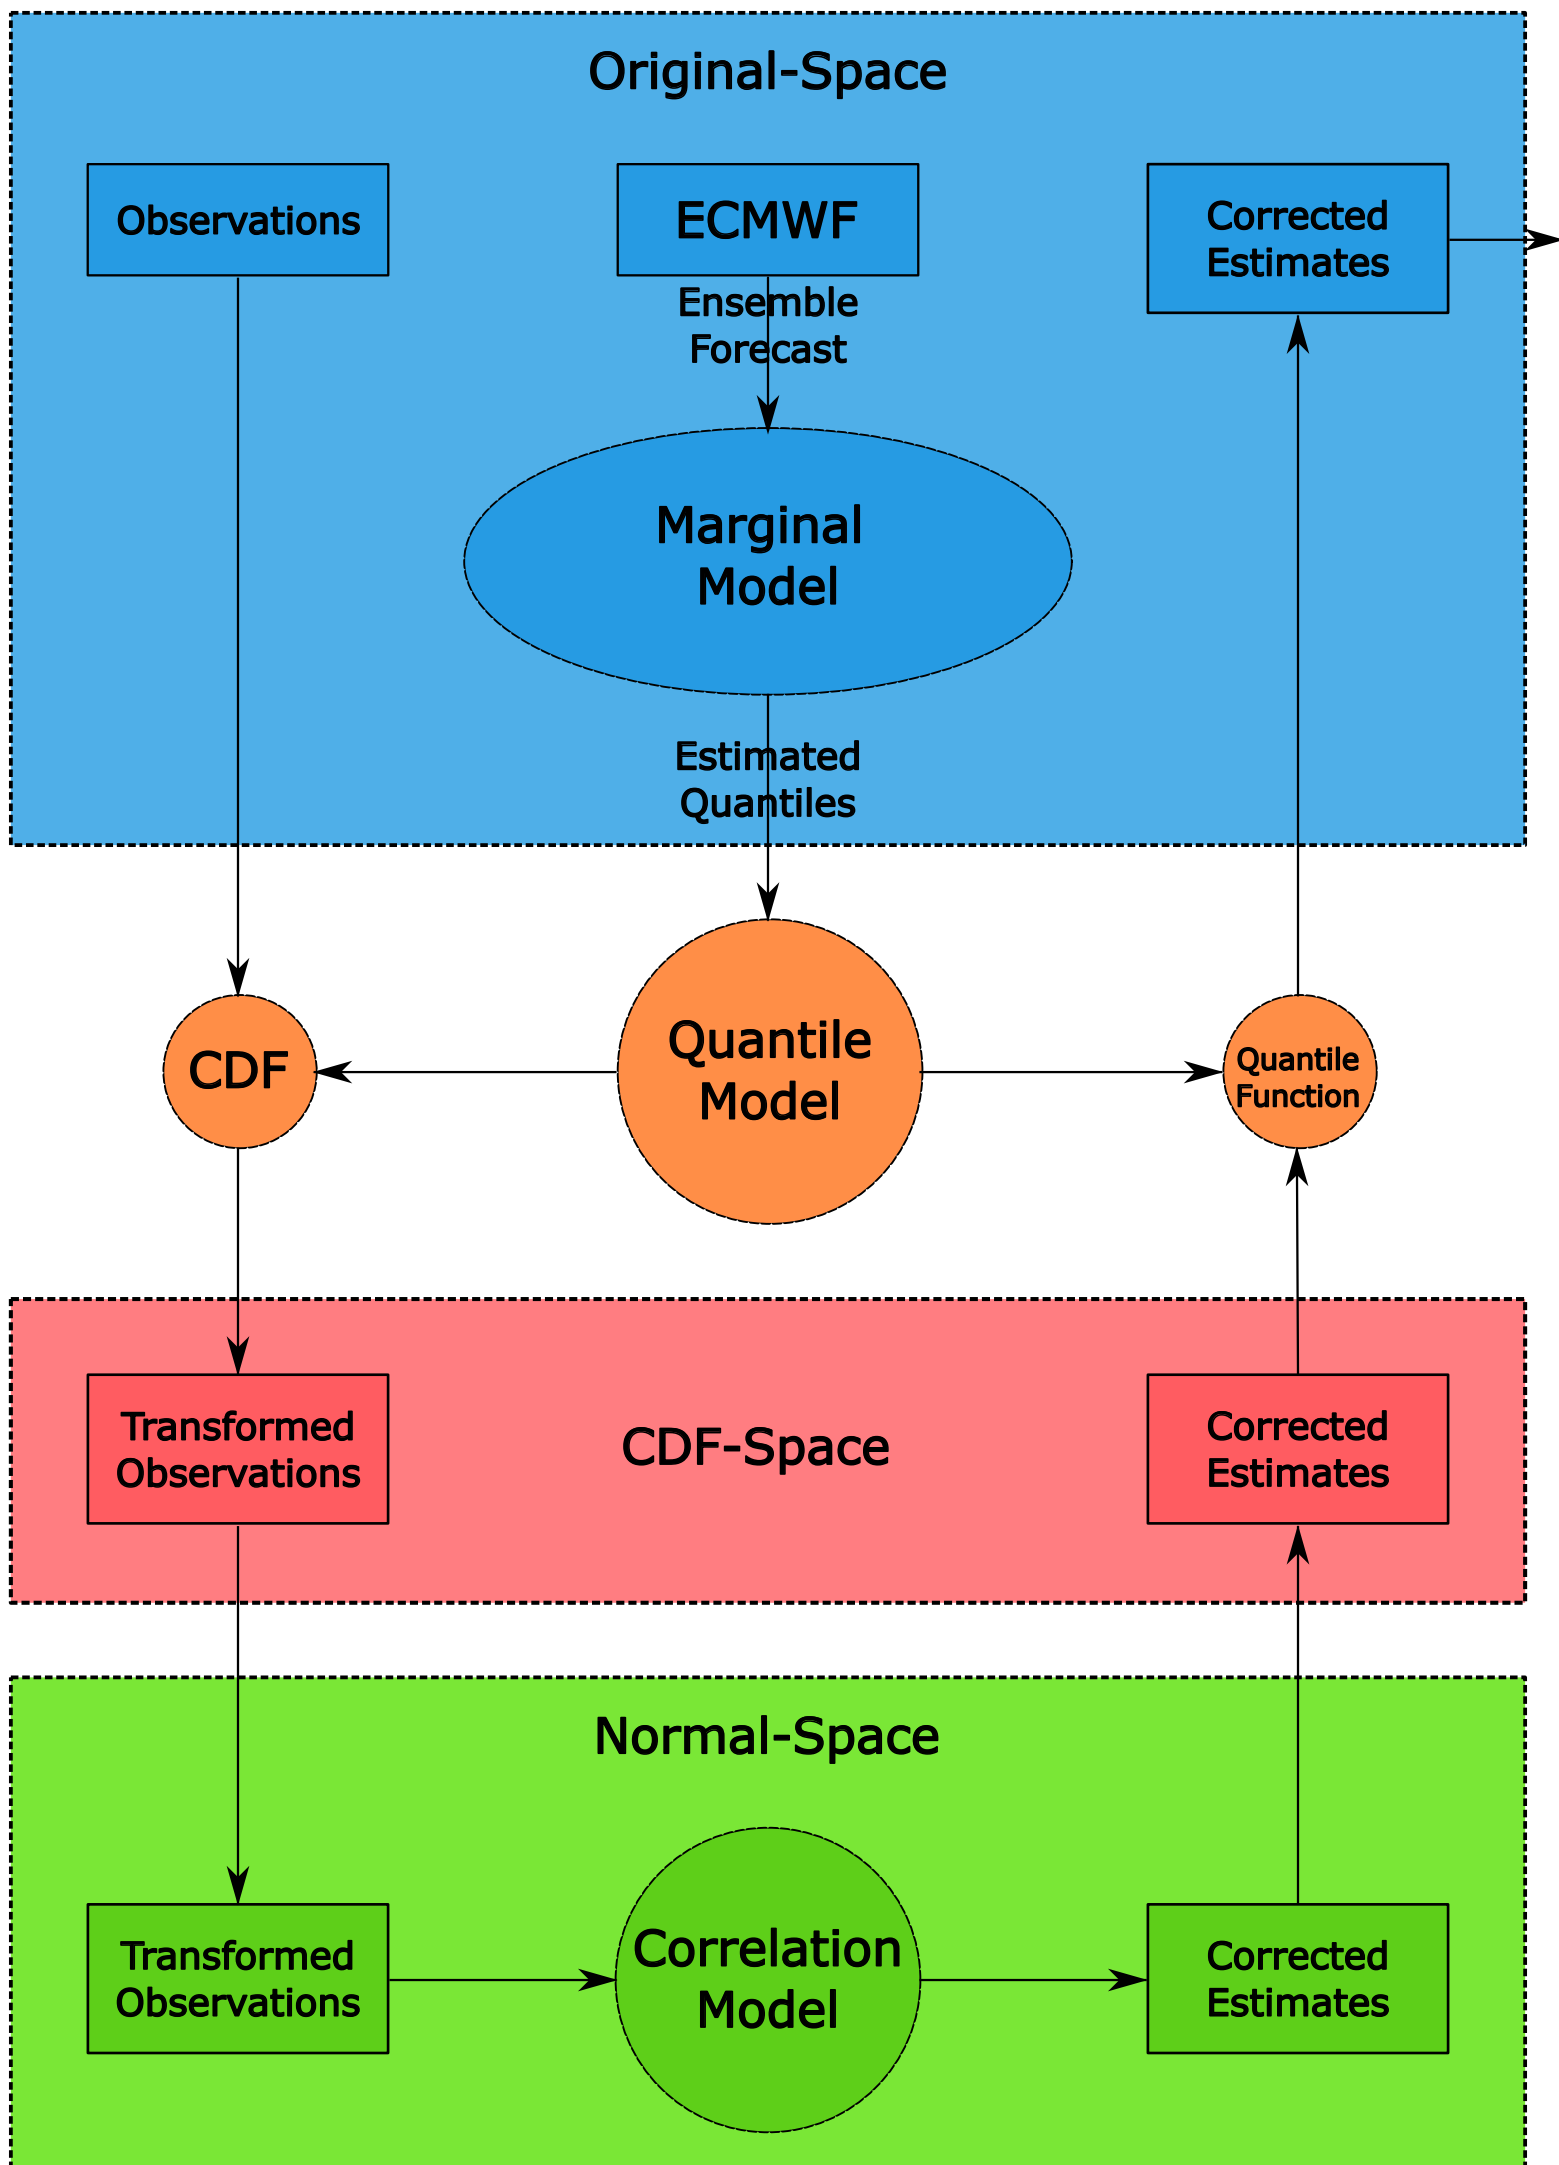 Original-Space
Observations
ECMWF
Corrected
Estimates
Ensemble
Forecast
Marginal
Model
Estimated
Quantiles
CDF
Quantile
Model
Quantile
Function
Transformed
Observations
CDF-Space
Corrected
Estimates
Normal-Space
Transformed
Observations
Correlation
Model
Corrected
Estimates